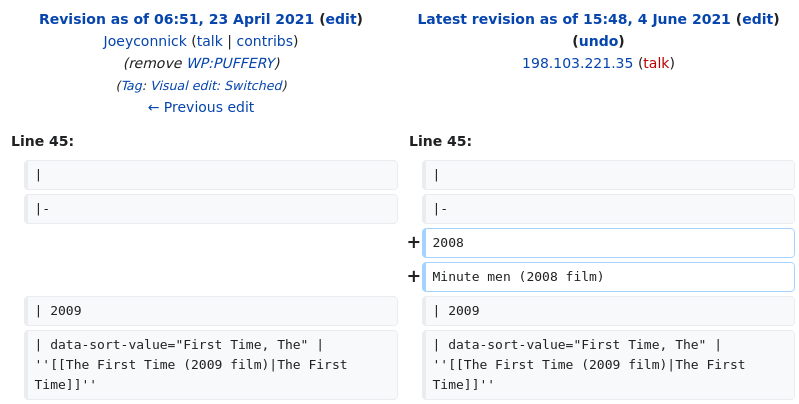 Revision as of 06:51, 23 April 2021 (edit)
Joeyconnick (talk | contribs)
(remove WP:PUFFERY)
(Tag: Visual edit: Switched)
← Previous edit
Latest revision as of 15:48, 4 June 2021 (edit)
(undo)
198.103.221.35 (talk)
Line 45:
Line 45:
|
|
|-
|-
+ 2008
+ Minute men (2008 film)
| 2009
| 2009
| data-sort-value="First Time, The" |
''[[The First Time (2009 film)|The First
Time]]''
| data-sort-value="First Time, The" |
''[[The First Time (2009 film)|The First
Time]]''